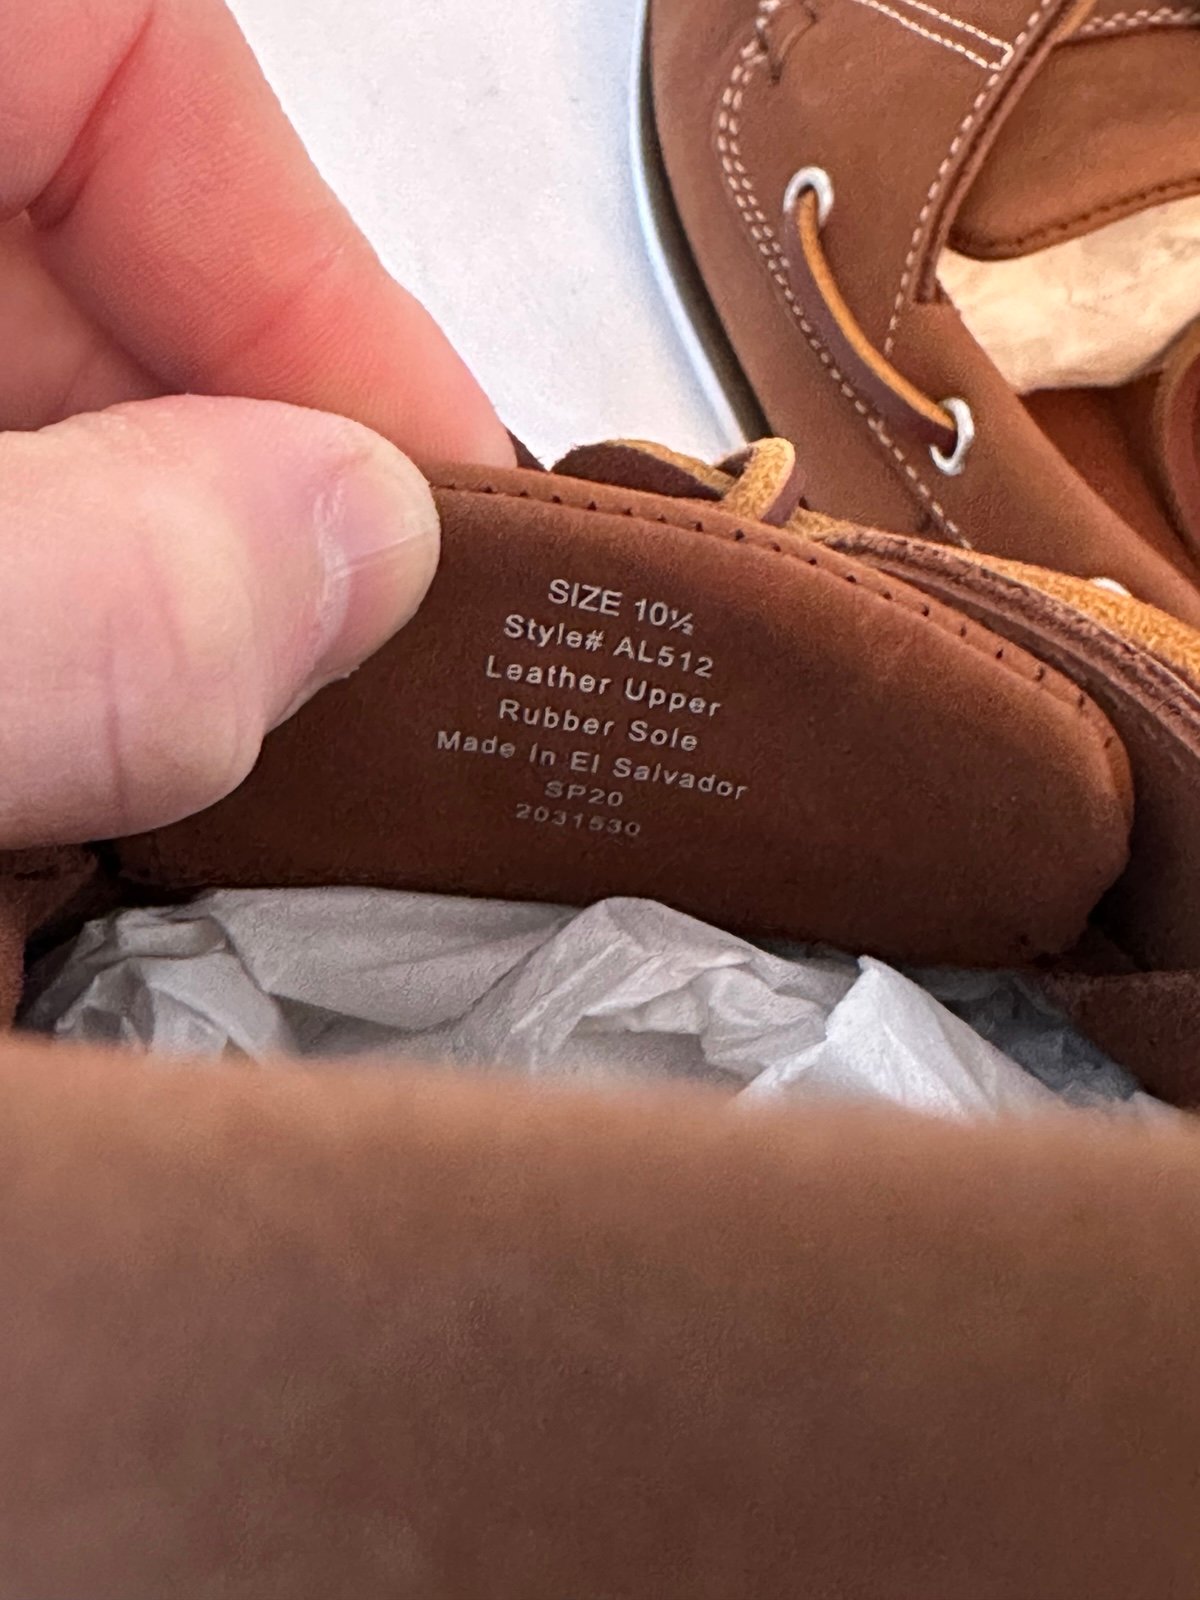 SIZE 10½
Style# AL512
Leather Upper
Rubber Sole
Made In El Salvador
SP20
2031530